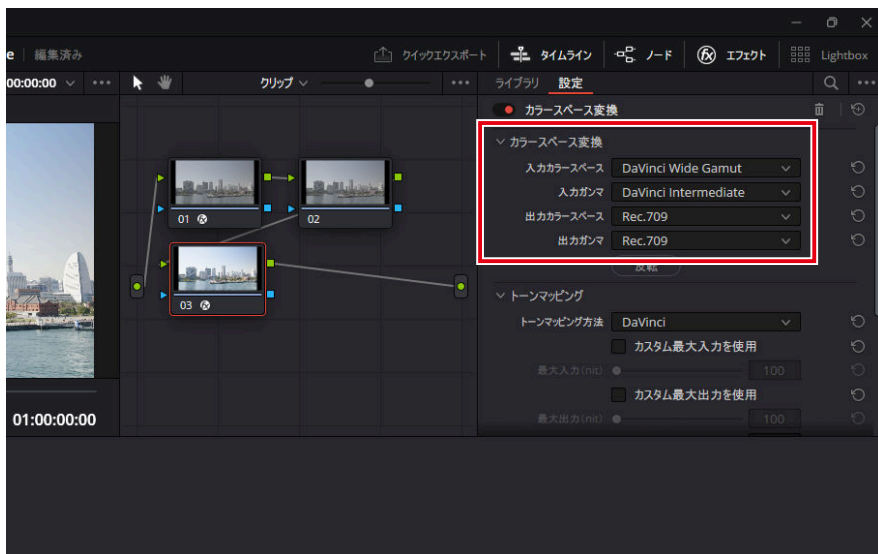 e 編集済み クイックエクスポート タイムライン ノード エフェクト Lightbox
00:00:00 クリップ ライブラリ 設定
カラースペース変換
カラースペース変換
入力カラースペース DaVinci Wide Gamut
入力ガンマ DaVinci Intermediate
出力カラースペース Rec.709
出力ガンマ Rec.709
反転
トーンマッピング
トーンマッピング方法 DaVinci
カスタム最大入力を使用
最大入力(nit) 100
カスタム最大出力を使用
最大出力(nit) 100
01
02
03
01:00:00:00